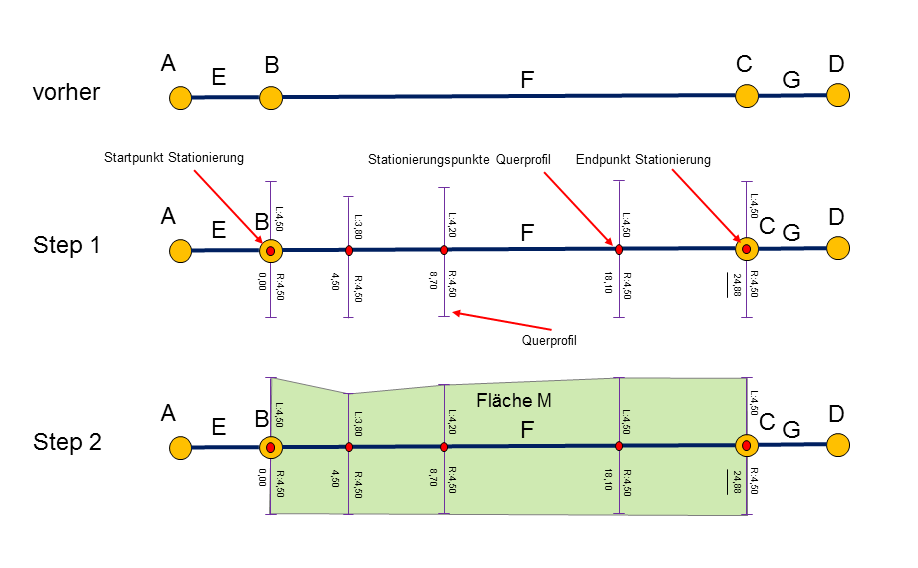 vorher
A
E
B
F
C
G
D
Startpunkt Stationierung
Stationierungspunkte Querprofil
Endpunkt Stationierung
Step 1
A
E
B
F
C
G
D
L:4,50
L:3,80
L:4,20
L:4,50
L:4,50
0,00
R:4,50
4,50
R:4,50
8,70
R:4,50
18,10
R:4,50
24,88
R:4,50
Querprofil
Step 2
A
E
B
Fläche M
F
C
G
D
L:4,50
L:3,80
L:4,20
L:4,50
L:4,50
0,00
R:4,50
4,50
R:4,50
8,70
R:4,50
18,10
R:4,50
24,88
R:4,50